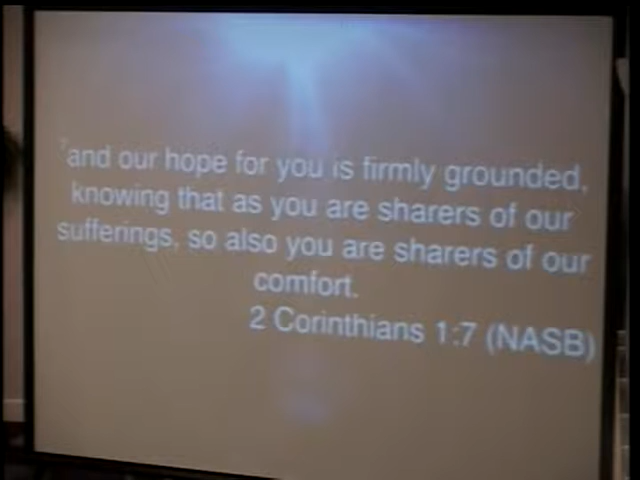 7and our hope for you is firmly grounded,
knowing that as you are sharers of our
sufferings, so also you are sharers of our
comfort.
2 Corinthians 1:7 (NASB)